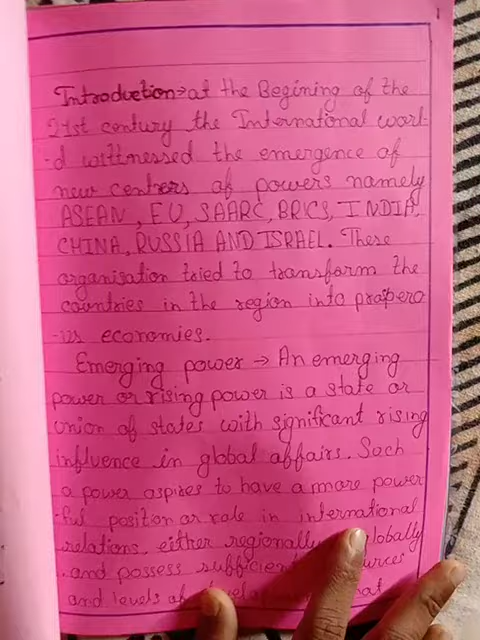 Introduction→at the Begining of the
21st century the International worl-
-d wittnessed the emergence of
new centers of powers namely
ASEAN, EU, SAARC, BRICS, INDIA,
CHINA, RUSSIA AND ISRAEL. These
organisation tried to transform the
countries in the region into praspero
-us economies.
Emerging power → An emerging
power or rising power is a state or
union of states with significant rising
influence in global affairs. Such
a power aspires to have a more power
-ful position or role in international
relations, either regionally globally
and possess
and levels